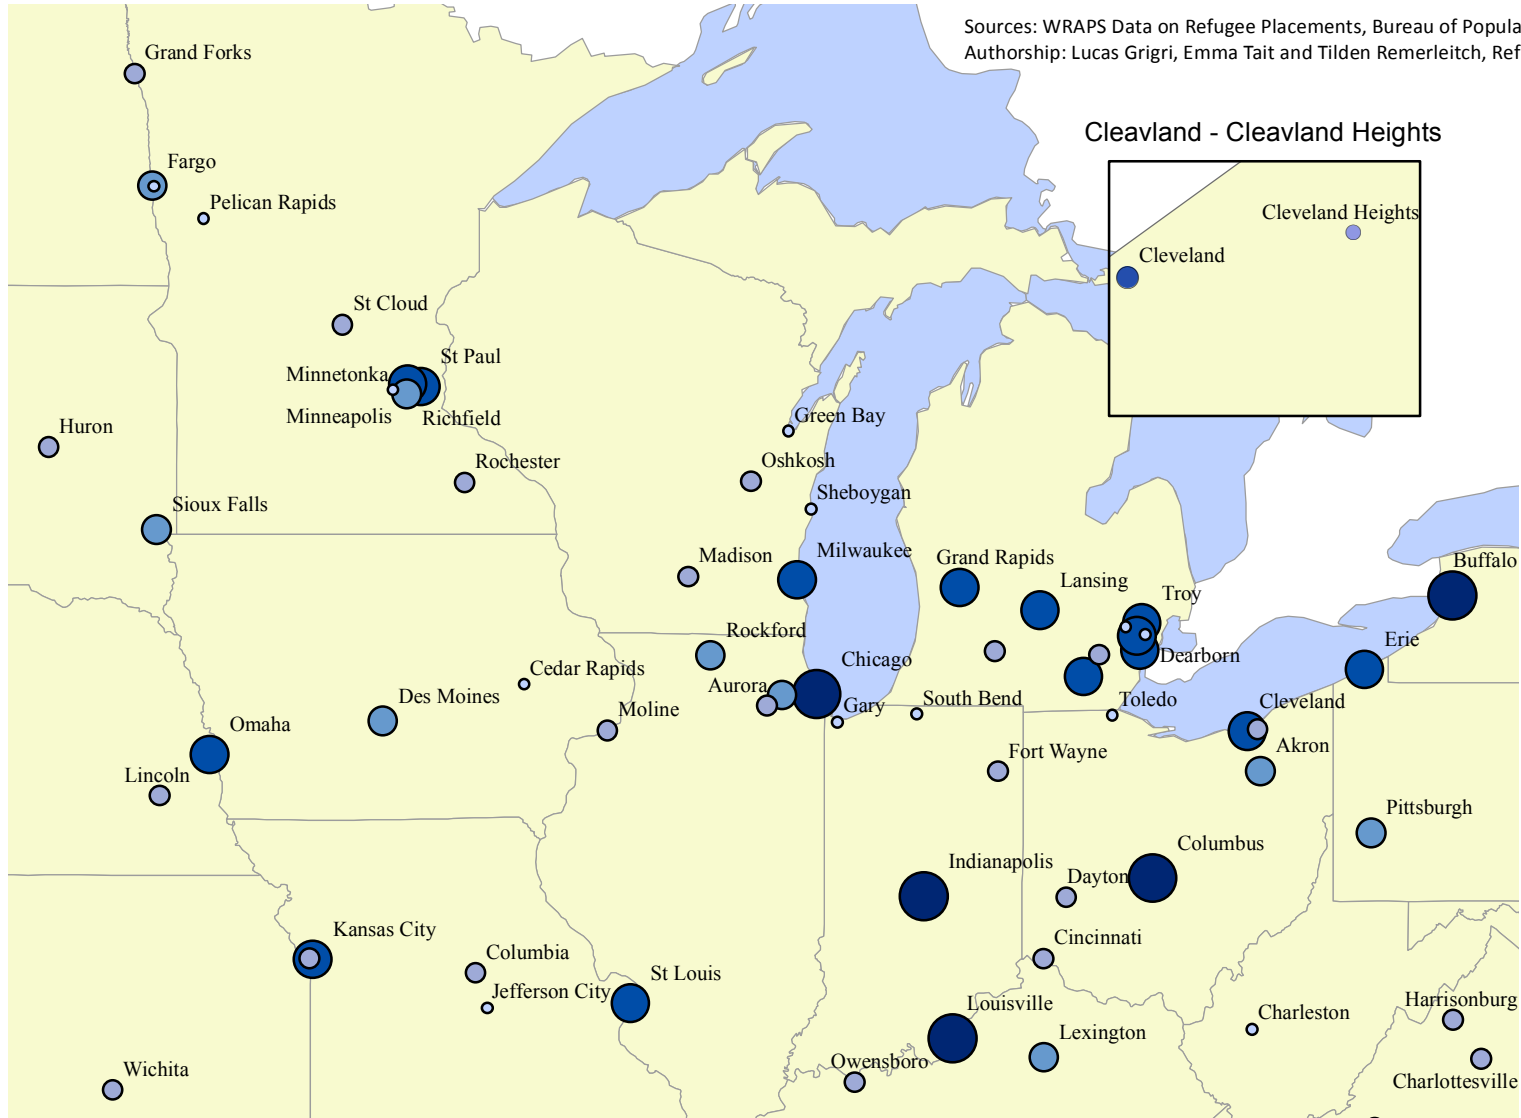 Sources: WRAPS Data on Refugee Placements, Bureau of Popula
Authorship: Lucas Grigri, Emma Tait and Tilden Remerleitch, Ref
Grand Forks
Cleavland - Cleavland Heights
Fargo
Pelican Rapids
Cleveland Heights
Cleveland
St Cloud
St Paul
Minnetonka
Minneapolis
Richfield
Green Bay
Huron
Rochester
Oshkosh
Sheboygan
Sioux Falls
Madison
Milwaukee
Grand Rapids
Lansing
Troy
Buffalo
Rockford
Chicago
Dearborn
Erie
Cedar Rapids
Aurora
Des Moines
Moline
Gary
South Bend
Toledo
Cleveland
Omaha
Fort Wayne
Akron
Lincoln
Pittsburgh
Indianapolis
Columbus
Dayton
Kansas City
Columbia
Cincinnati
St Louis
Jefferson City
Louisville
Lexington
Charleston
Harrisonburg
Owensboro
Wichita
Charlottesville